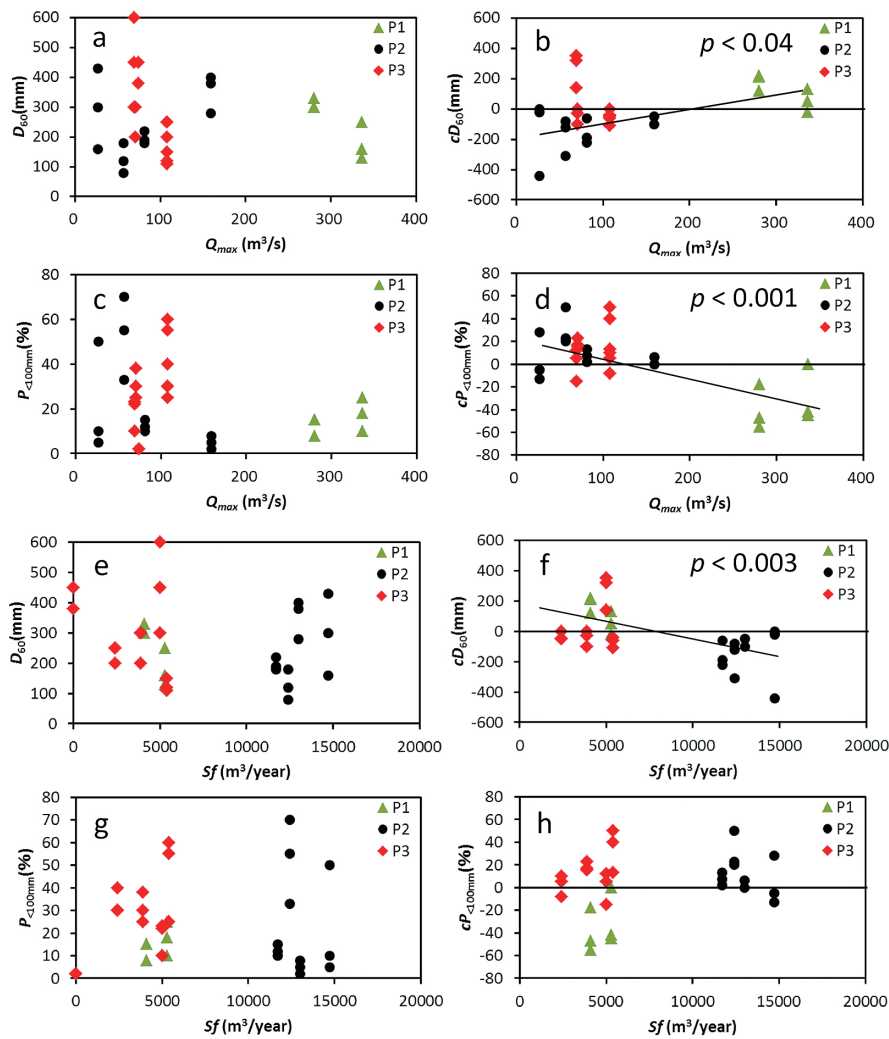 a
P1
P2
P3
600
500
400
300
200
100
0
D60(mm)
0 100 200 300 400
Qmax (m³/s)
b
p < 0.04
P1
P2
P3
600
400
200
0
-200
-400
-600
cD60(mm)
0 100 200 300 400
Qmax (m³/s)
c
P1
P2
P3
80
60
40
20
0
P<100mm(%)
0 100 200 300 400
Qmax (m³/s)
d
p < 0.001
P1
P2
P3
80
60
40
20
0
-20
-40
-60
-80
cP<100mm(%)
0 100 200 300 400
Qmax (m³/s)
e
P1
P2
P3
600
500
400
300
200
100
0
D60(mm)
0 5000 10000 15000 20000
Sf (m³/year)
f
p < 0.003
P1
P2
P3
600
400
200
0
-200
-400
-600
cD60(mm)
0 5000 10000 15000 20000
Sf (m³/year)
g
P1
P2
P3
80
70
60
50
40
30
20
10
0
P<100mm(%)
0 5000 10000 15000 20000
Sf (m³/year)
h
P1
P2
P3
80
60
40
20
0
-20
-40
-60
-80
cP<100mm(%)
0 5000 10000 15000 20000
Sf (m³/year)